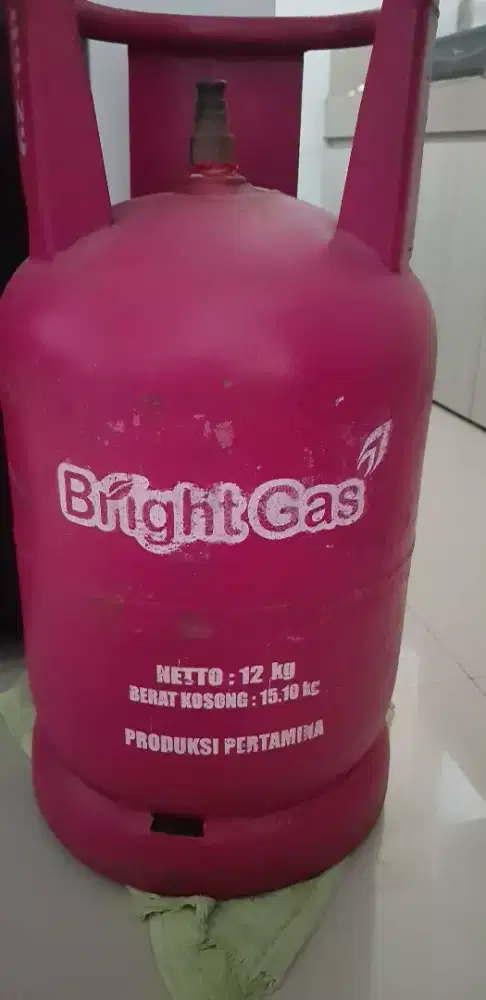 Bright Gas
NETTO : 12 kg
BERAT KOSONG : 15.10 kg
PRODUKSI PERTAMINA